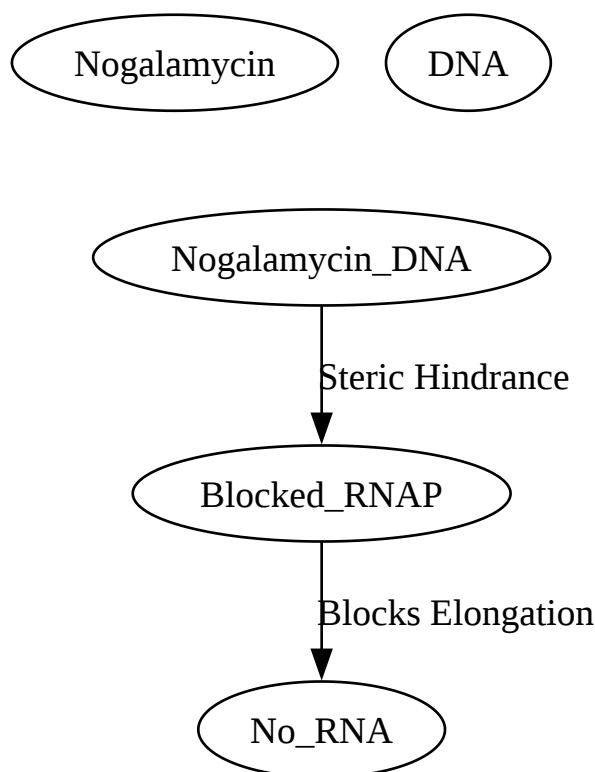 Nogalamycin
DNA
Nogalamycin_DNA
Steric Hindrance
Blocked_RNAP
Blocks Elongation
No_RNA